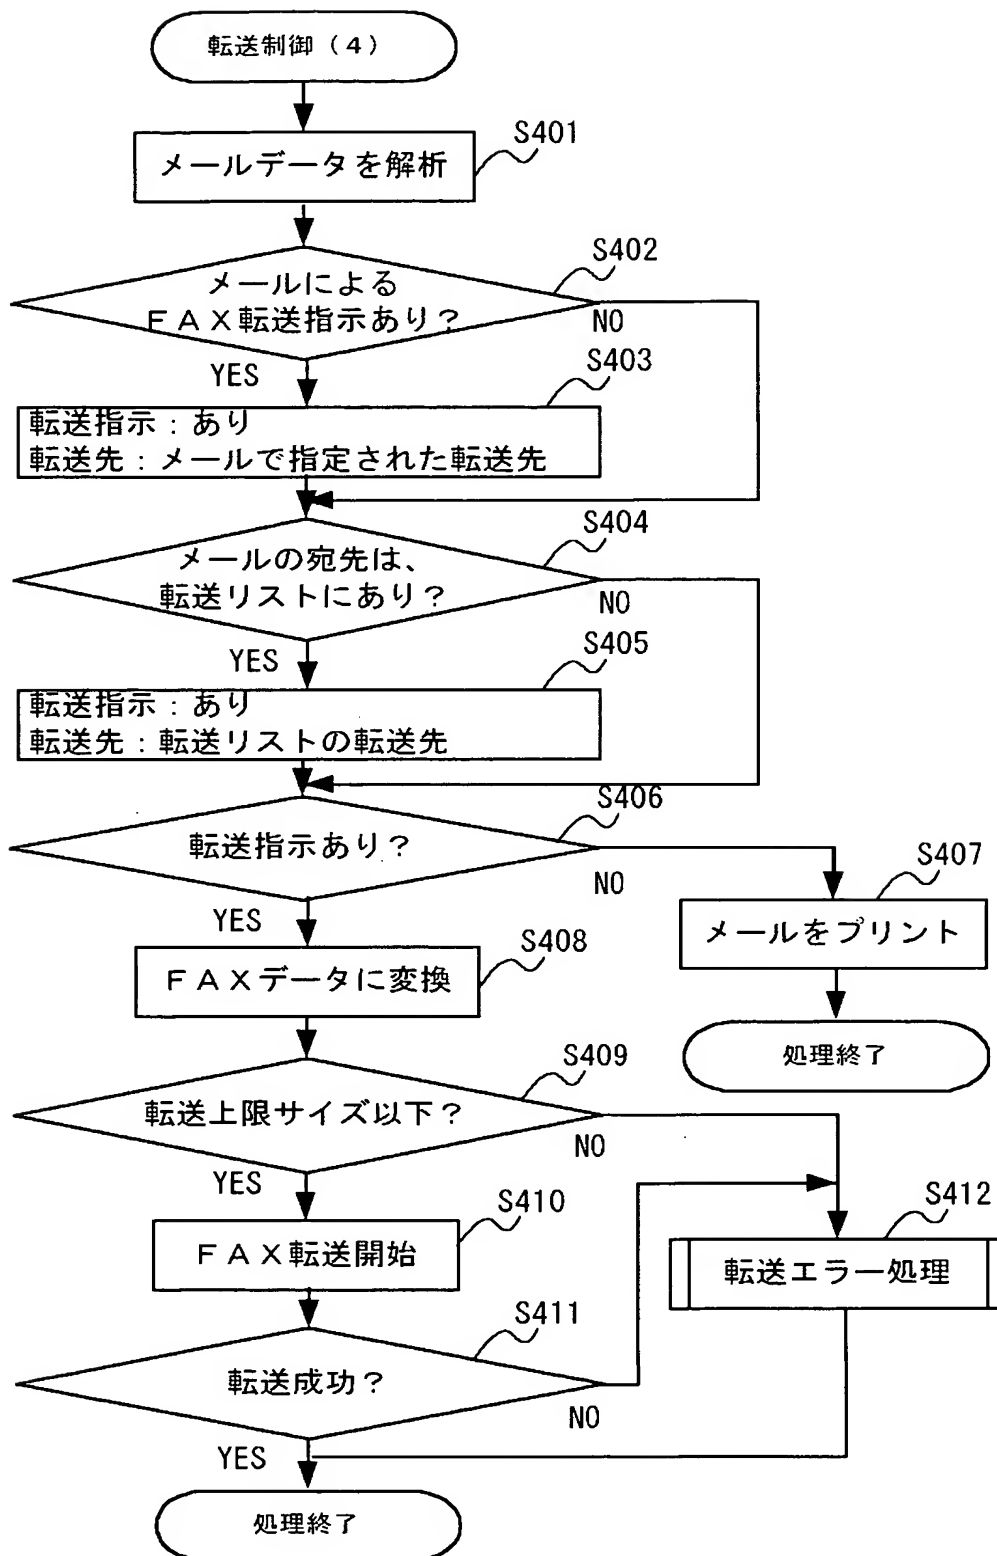 転送制御（４）
S401
メールデータを解析
S402
メールによる
ＦＡＸ転送指示あり？
NO
YES
S403
転送指示：あり
転送先：メールで指定された転送先
S404
メールの宛先は、
転送リストにあり？
NO
YES
S405
転送指示：あり
転送先：転送リストの転送先
S406
転送指示あり？
NO
YES
S407
メールをプリント
処理終了
S408
ＦＡＸデータに変換
S409
転送上限サイズ以下？
NO
YES
S410
ＦＡＸ転送開始
S412
転送エラー処理
S411
転送成功？
NO
YES
処理終了